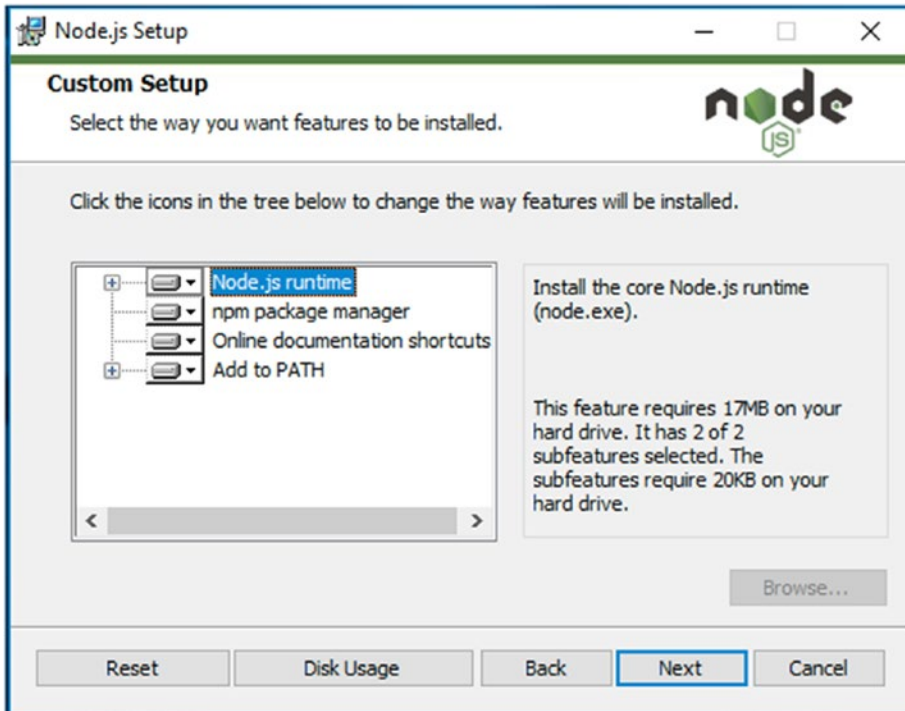 Node.js Setup
Custom Setup
Select the way you want features to be installed.
node
JS
Click the icons in the tree below to change the way features will be installed.
Node.js runtime
npm package manager
Online documentation shortcuts
Add to PATH
Install the core Node.js runtime
(node.exe).
This feature requires 17MB on your
hard drive. It has 2 of 2
subfeatures selected. The
subfeatures require 20KB on your
hard drive.
Browse...
Reset
Disk Usage
Back
Next
Cancel